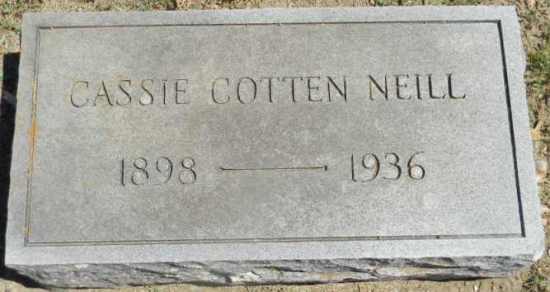 CASSIE COTTEN NEILL
1898 — 1936